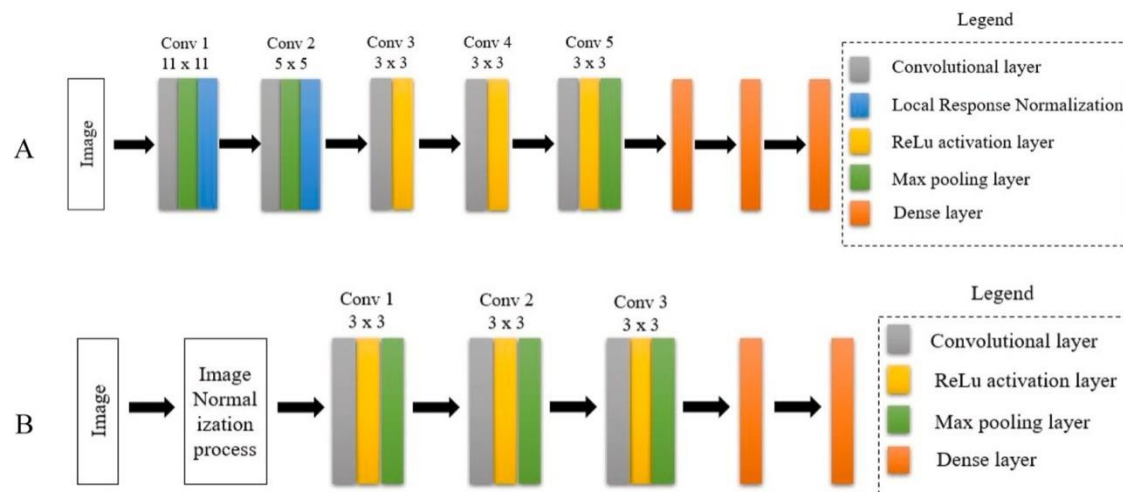 Legend
Conv 1
11 x 11
Conv 2
5 x 5
Conv 3
3 x 3
Conv 4
3 x 3
Conv 5
3 x 3
A
Image
Convolutional layer
Local Response Normalization
ReLu activation layer
Max pooling layer
Dense layer
Legend
Conv 1
3 x 3
Conv 2
3 x 3
Conv 3
3 x 3
B
Image
Image
Normal
ization
process
Convolutional layer
ReLu activation layer
Max pooling layer
Dense layer